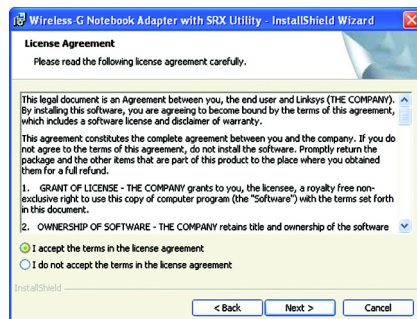 Wireless-G Notebook Adapter with SRX Utility - InstallShield Wizard
License Agreement
Please read the following license agreement carefully.
This legal document is an Agreement between you, the end user and Linksys (THE COMPANY).
By installing this software, you are agreeing to become bound by the terms of this agreement,
which includes a software license and disclaimer of warranty.
This agreement constitutes the complete agreement between you and the company. If you do
not agree to the terms of this agreement, do not install the software. Promptly return the
package and the other items that are part of this product to the place where you obtained
them for a full refund.
1. GRANT OF LICENSE - THE COMPANY grants to you, the licensee, a royalty free non-
exclusive right to use this copy of computer program (the "Software") with the terms set forth
in this document.
2. OWNERSHIP OF SOFTWARE - THE COMPANY retains title and ownership of the software
I accept the terms in the license agreement
I do not accept the terms in the license agreement
InstallShield
< Back
Next >
Cancel